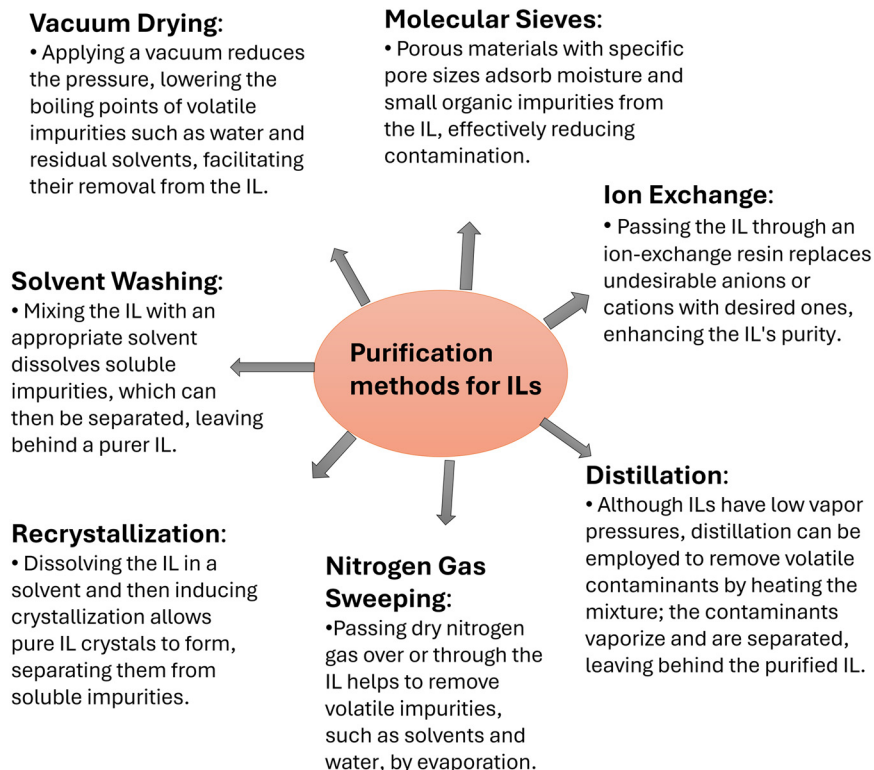 Vacuum Drying:
• Applying a vacuum reduces
the pressure, lowering the
boiling points of volatile
impurities such as water and
residual solvents, facilitating
their removal from the IL.
Molecular Sieves:
• Porous materials with specific
pore sizes adsorb moisture and
small organic impurities from
the IL, effectively reducing
contamination.
Ion Exchange:
• Passing the IL through an
ion-exchange resin replaces
undesirable anions or
cations with desired ones,
enhancing the IL's purity.
Solvent Washing:
• Mixing the IL with an
appropriate solvent
dissolves soluble
impurities, which can
then be separated, leaving
behind a purer IL.
Purification
methods for ILs
Distillation:
• Although ILs have low vapor
pressures, distillation can be
employed to remove volatile
contaminants by heating the
mixture; the contaminants
vaporize and are separated,
leaving behind the purified IL.
Recrystallization:
• Dissolving the IL in a
solvent and then inducing
crystallization allows
pure IL crystals to form,
separating them from
soluble impurities.
Nitrogen Gas
Sweeping:
•Passing dry nitrogen
gas over or through the
IL helps to remove
volatile impurities,
such as solvents and
water, by evaporation.